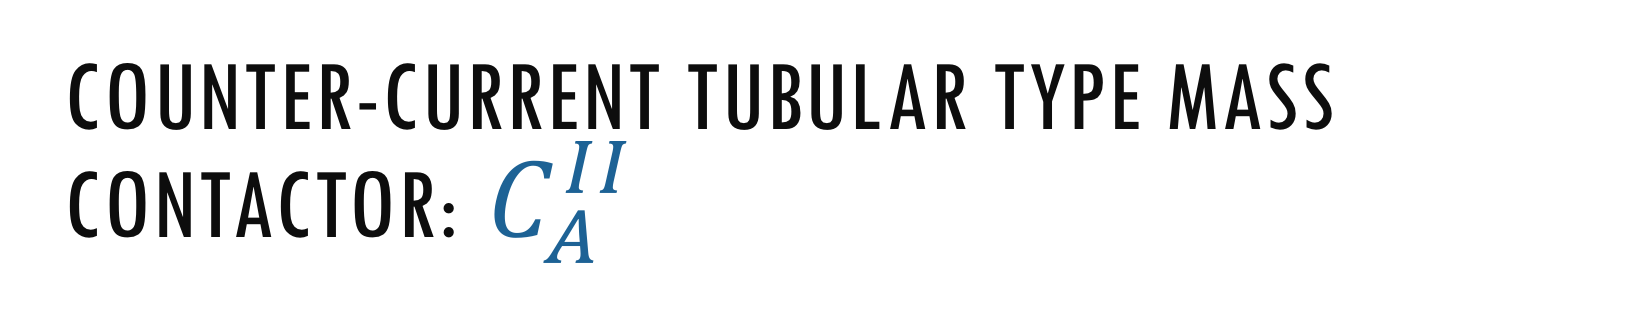 COUNTER-CURRENT TUBULAR TYPE MASS
CONTACTOR: $C_A^{II}$